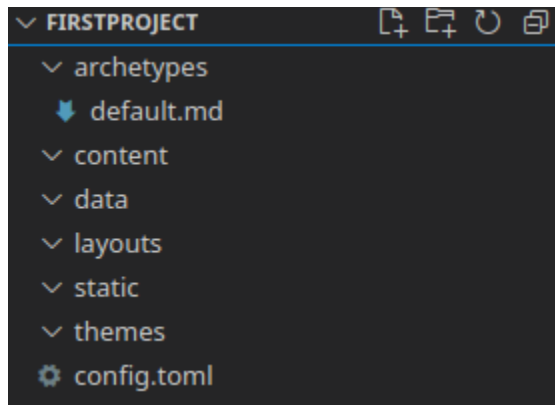 FIRSTPROJECT
archetypes
default.md
content
data
layouts
static
themes
config.toml